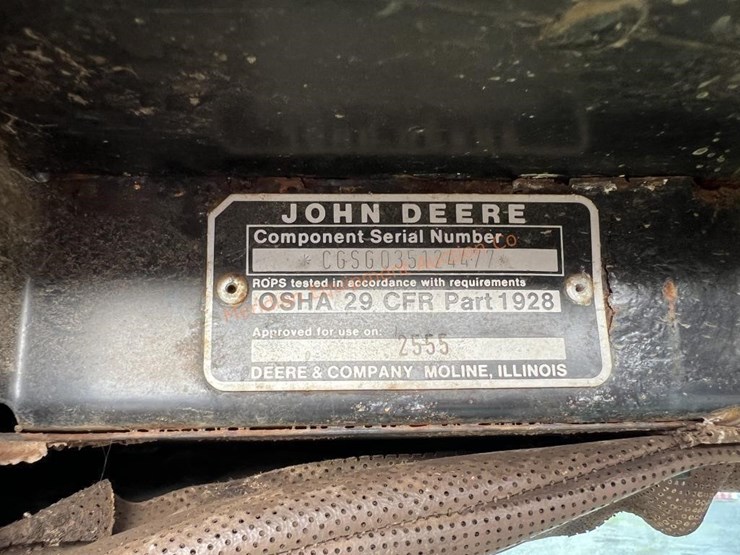 JOHN DEERE
Component Serial Number
* CGSG035424477 *
ROPS tested in accordance with requirements
OSHA 29 CFR Part 1928
Approved for use on:
2555
DEERE & COMPANY MOLINE, ILLINOIS